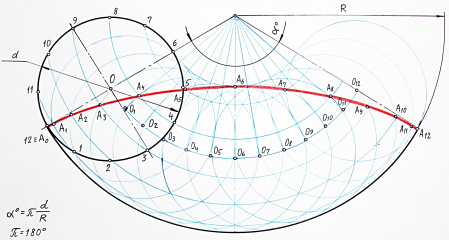 8
9
7
R
10
6
α°
d
O
5
A₆
A₇
A₈
O₁₂
11
A₄
A₅
O₁₁
A₉
A₁₀
A₃
O₁
4
O₁₀
A₂
A₁
O₂
O₉
A₁₁
A₁₂
12=A₀
O₃
O₈
1
3
O₄
O₅
O₆
O₇
2
α°=π d/R
π=180°